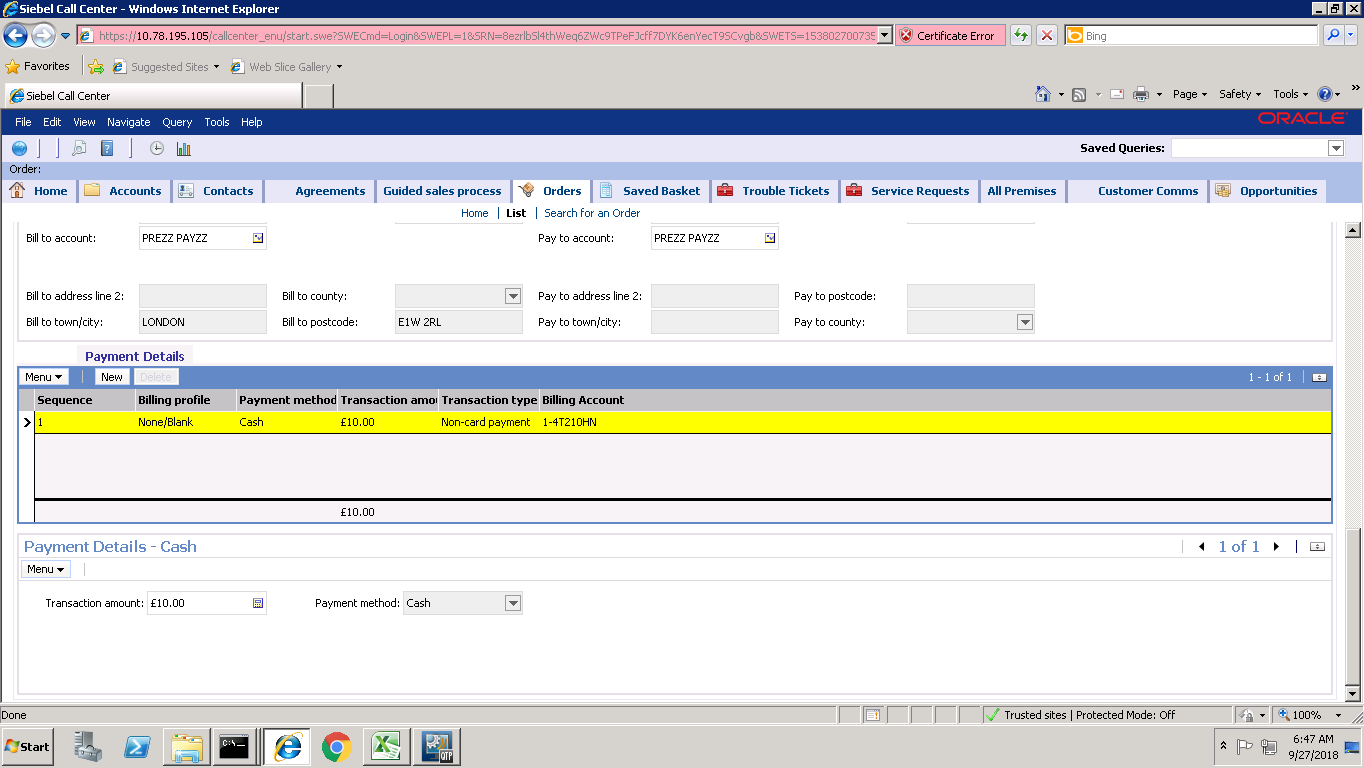 Siebel Call Center - Windows Internet Explorer
https://10.78.195.105/callcenter_enu/start.swe?SWECmd=Login&SWEPL=1&SRN=8ezrlbSl4thWeq6ZWc9TPeFJcff7DYK6enYecT9SCvgb&SWETS=153802700735
Certificate Error
Bing
Favorites
Suggested Sites
Web Slice Gallery
Siebel Call Center
Page
Safety
Tools
File Edit View Navigate Query Tools Help
ORACLE
Saved Queries:
Order:
Home Accounts Contacts Agreements Guided sales process Orders Saved Basket Trouble Tickets Service Requests All Premises Customer Comms Opportunities
Home | List | Search for an Order
Bill to account: PREZZ PAYZZ Pay to account: PREZZ PAYZZ
Bill to address line 2: Bill to county: Pay to address line 2: Pay to postcode:
Bill to town/city: LONDON Bill to postcode: E1W 2RL Pay to town/city: Pay to county:
Payment Details
Menu New Delete 1 - 1 of 1
Sequence Billing profile Payment method Transaction amou Transaction type Billing Account
1 None/Blank Cash £10.00 Non-card payment 1-4T210HN
£10.00
Payment Details - Cash 1 of 1
Menu
Transaction amount: £10.00 Payment method: Cash
Done Trusted sites | Protected Mode: Off 100%
Start C:\. QTP 6:47 AM
9/27/2018